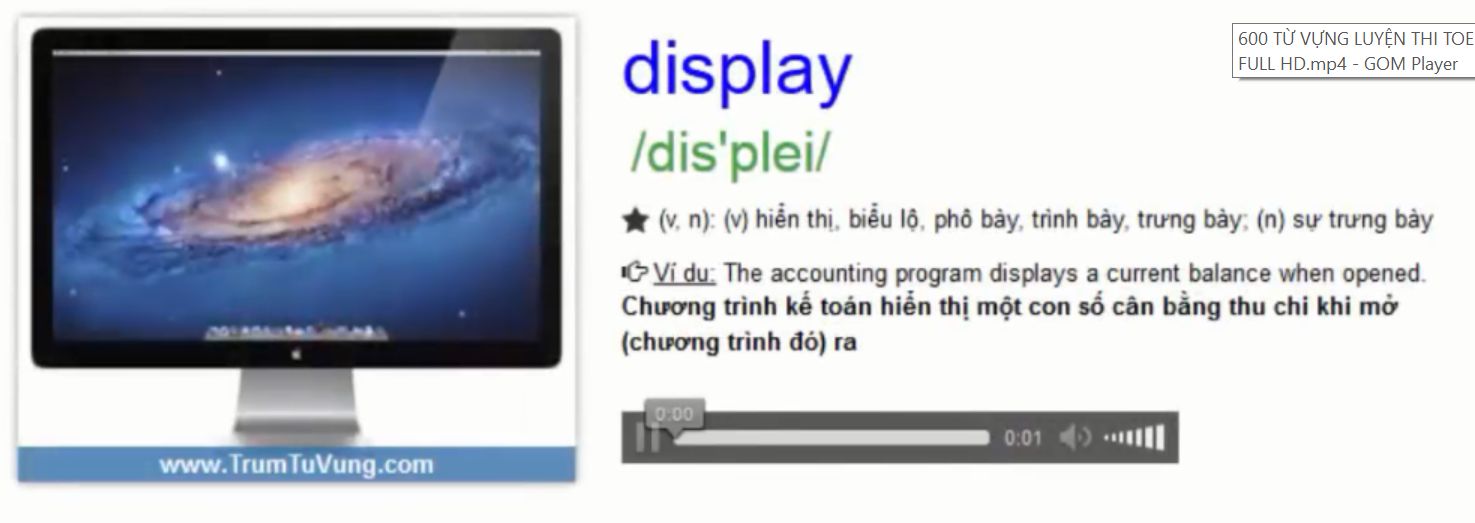 display
/dis'plei/
(v, n): (v) hiển thị, biểu lộ, phô bày, trình bày, trưng bày; (n) sự trưng bày
Ví du: The accounting program displays a current balance when opened.
Chương trình kế toán hiển thị một con số cân bằng thu chi khi mở
(chương trình đó) ra
0:00
0:01
www.TrumTuVung.com
600 TỪ VỰNG LUYỆN THI TOE
FULL HD.mp4 - GOM Player